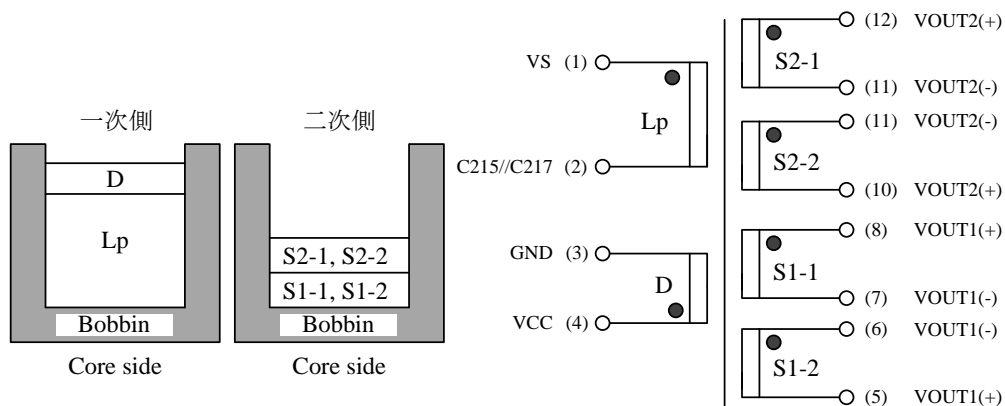 一次側
D
Lp
Bobbin
Core side
二次側
S2-1, S2-2
S1-1, S1-2
Bobbin
Core side
VS (1)
Lp
C215//C217 (2)
GND (3)
D
VCC (4)
(12) VOUT2(+)
S2-1
(11) VOUT2(-)
(11) VOUT2(-)
S2-2
(10) VOUT2(+)
(8) VOUT1(+)
S1-1
(7) VOUT1(-)
(6) VOUT1(-)
S1-2
(5) VOUT1(+)